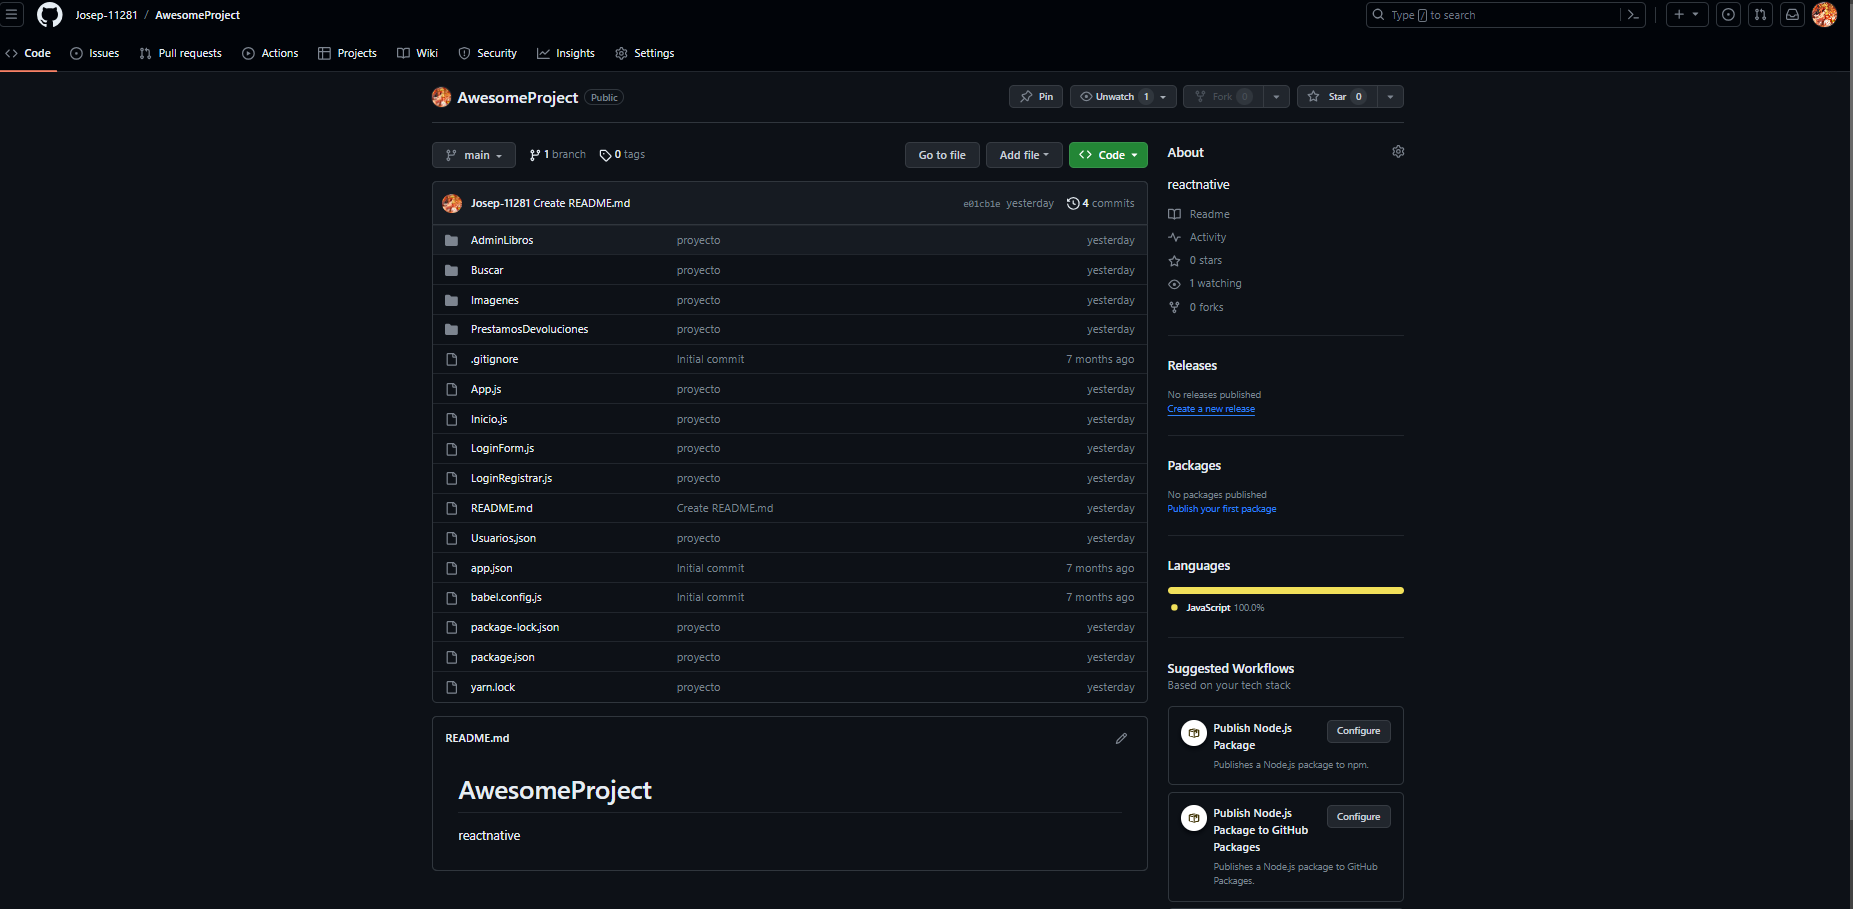 Josep-11281 / AwesomeProject
Type / to search
Code Issues Pull requests Actions Projects Wiki Security Insights Settings
AwesomeProject Public
Pin Unwatch 1 Fork 0 Star 0
main 1 branch 0 tags Go to file Add file Code
Josep-11281 Create README.md e01cb1e yesterday 4 commits
AdminLibros proyecto yesterday
Buscar proyecto yesterday
Imagenes proyecto yesterday
PrestamosDevoluciones proyecto yesterday
.gitignore Initial commit 7 months ago
App.js proyecto yesterday
Inicio.js proyecto yesterday
LoginForm.js proyecto yesterday
LoginRegistrar.js proyecto yesterday
README.md Create README.md yesterday
Usuarios.json proyecto yesterday
app.json Initial commit 7 months ago
babel.config.js Initial commit 7 months ago
package-lock.json proyecto yesterday
package.json proyecto yesterday
yarn.lock proyecto yesterday
README.md
AwesomeProject
reactnative
About
reactnative
Readme
Activity
0 stars
1 watching
0 forks
Releases
No releases published
Create a new release
Packages
No packages published
Publish your first package
Languages
JavaScript 100.0%
Suggested Workflows
Based on your tech stack
Publish Node.js
Package
Configure
Publishes a Node.js package to npm.
Publish Node.js
Package to GitHub
Packages
Configure
Publishes a Node.js package to GitHub
Packages.